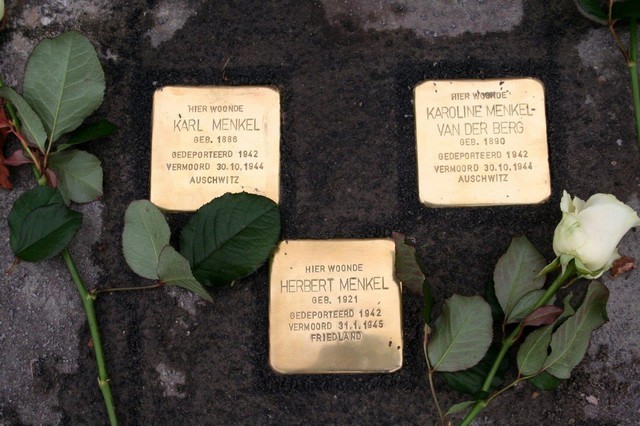 HIER WOONDE
KARL MENKEL
GEB. 1886
GEDEPORTEERD 1942
VERMOORD 30.10.1944
AUSCHWITZ
HIER WOONDE
KAROLINE MENKEL-
VAN DER BERG
GEB. 1890
GEDEPORTEERD 1942
VERMOORD 30.10.1944
AUSCHWITZ
HIER WOONDE
HERBERT MENKEL
GEB. 1921
GEDEPORTEERD 1942
VERMOORD 31.1.1945
FRIEDLAND